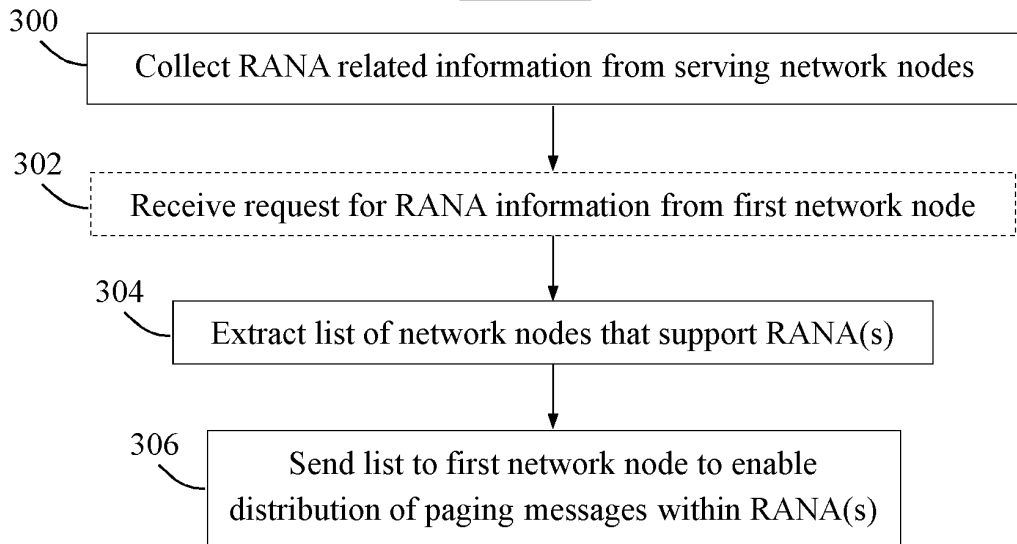 300
Collect RANA related information from serving network nodes
302
Receive request for RANA information from first network node
304
Extract list of network nodes that support RANA(s)
306
Send list to first network node to enable
distribution of paging messages within RANA(s)